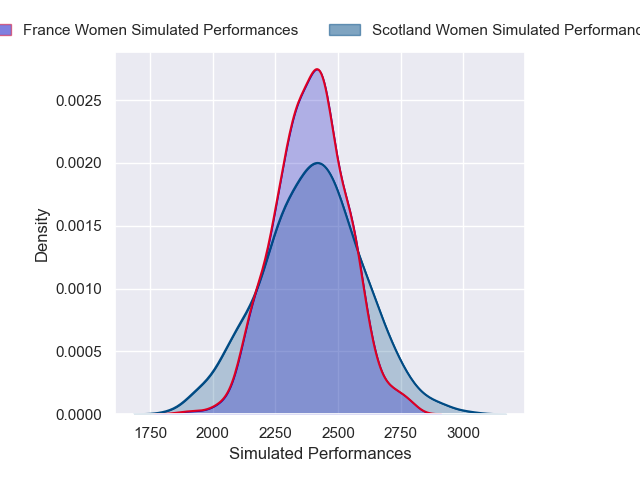 France Women Simulated Performances
Scotland Women Simulated
0.0025
0.0020
0.0015
0.0010
0.0005
0.0000
Density
1750 2000 2250 2500 2750 3000
Simulated Performances